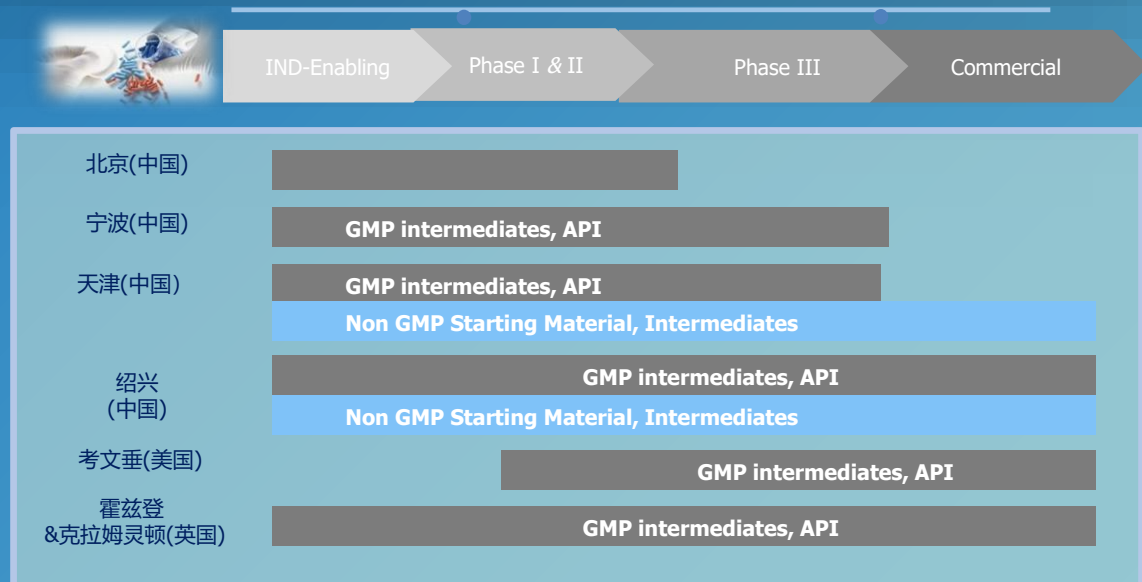 IND-Enabling
Phase I & II
Phase III
Commercial
北京(中国)
宁波(中国)
GMP intermediates, API
天津(中国)
GMP intermediates, API
Non GMP Starting Material, Intermediates
绍兴
(中国)
GMP intermediates, API
Non GMP Starting Material, Intermediates
考文垂(美国)
GMP intermediates, API
霍兹登
&克拉姆灵顿(英国)
GMP intermediates, API